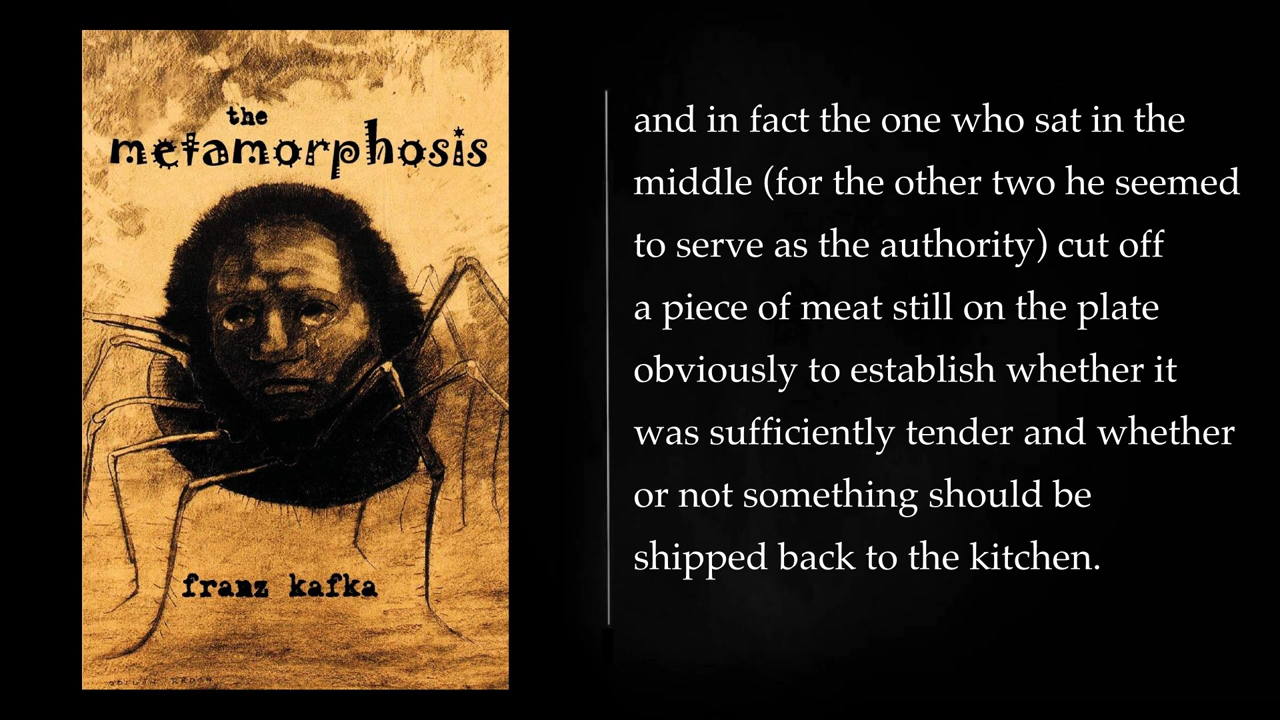 the
metamorphosis
franz kafka
ODILON REDON
and in fact the one who sat in the
middle (for the other two he seemed
to serve as the authority) cut off
a piece of meat still on the plate
obviously to establish whether it
was sufficiently tender and whether
or not something should be
shipped back to the kitchen.